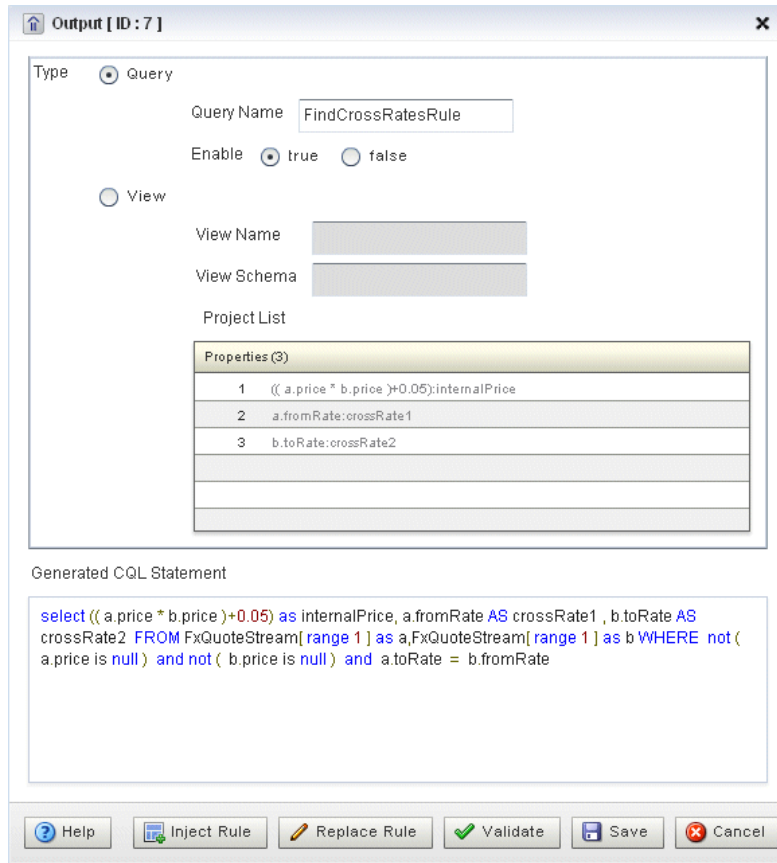 Output [ ID : 7 ]
Type
Query
Query Name
FindCrossRatesRule
Enable
true
false
View
View Name
View Schema
Project List
Properties (3)
1 (( a.price * b.price )+0.05):internalPrice
2 a.fromRate:crossRate1
3 b.toRate:crossRate2
Generated CQL Statement
select (( a.price * b.price )+0.05) as internalPrice, a.fromRate AS crossRate1 , b.toRate AS
crossRate2 FROM FxQuoteStream[ range 1 ] as a,FxQuoteStream[ range 1 ] as b WHERE not (
a.price is null ) and not ( b.price is null ) and a.toRate = b.fromRate
Help
Inject Rule
Replace Rule
Validate
Save
Cancel